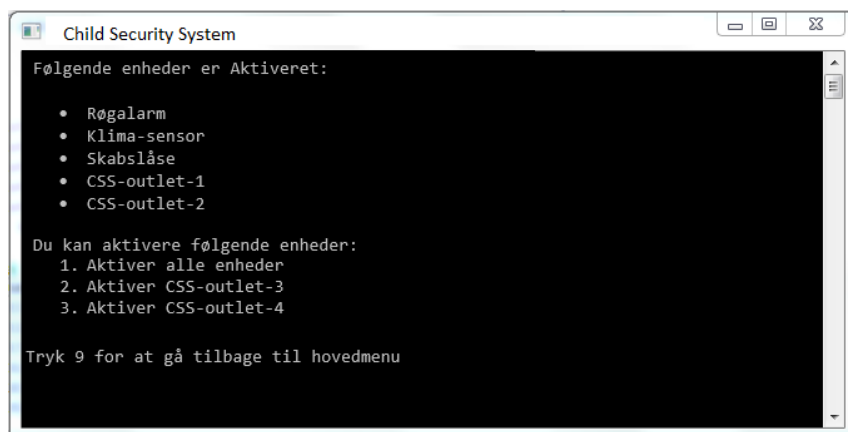 Child Security System
Følgende enheder er Aktiveret:
• Røgalarm
• Klima-sensor
• Skabslåse
• CSS-outlet-1
• CSS-outlet-2
Du kan aktivere følgende enheder:
1. Aktiver alle enheder
2. Aktiver CSS-outlet-3
3. Aktiver CSS-outlet-4
Tryk 9 for at gå tilbage til hovedmenu